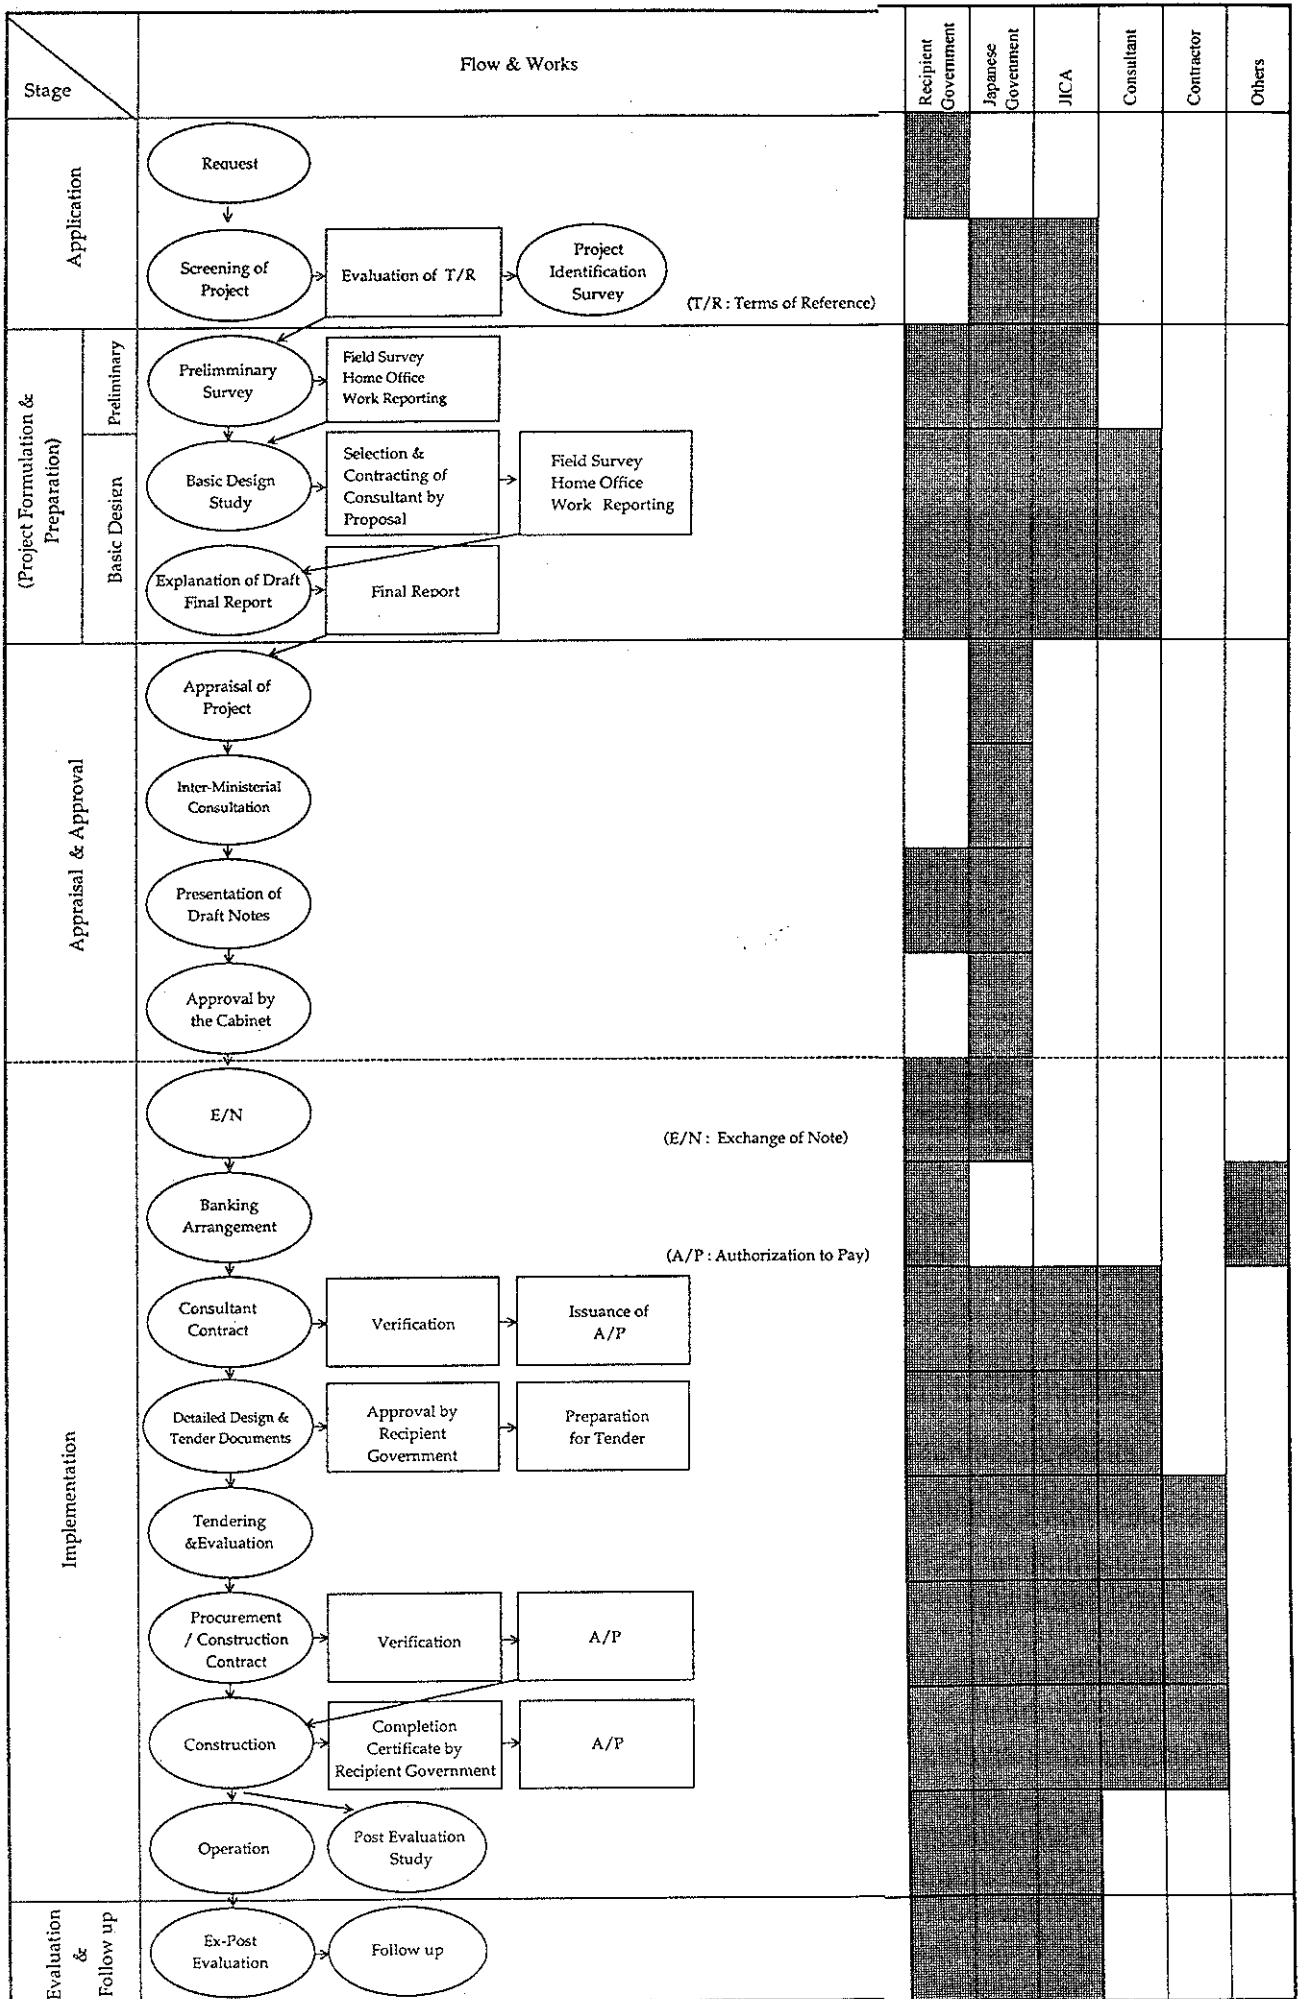 Stage
Flow & Works
Recipient
Government
Japanese
Govenment
JICA
Consultant
Contractor
Others
Application
Request
Screening of
Project
Evaluation of T/R
Project
Identification
Survey
(T/R : Terms of Reference)
(Project Formulation &
Preparation)
Preliminary
Prelimminary
Survey
Field Survey
Home Office
Work Reporting
Basic Design
Basic Design
Study
Selection &
Contracting of
Consultant by
Proposal
Field Survey
Home Office
Work Reporting
Explanation of Draft
Final Report
Final Report
Appraisal & Approval
Appraisal of
Project
Inter-Ministerial
Consultation
Presentation of
Draft Notes
Approval by
the Cabinet
Implementation
E/N
(E/N : Exchange of Note)
Banking
Arrangement
(A/P : Authorization to Pay)
Consultant
Contract
Verification
Issuance of
A/P
Detailed Design &
Tender Documents
Approval by
Recipient
Government
Preparation
for Tender
Tendering
&Evaluation
Procurement
/ Construction
Contract
Verification
A/P
Construction
Completion
Certificate by
Recipient Government
A/P
Operation
Post Evaluation
Study
Evaluation
&
Follow up
Ex-Post
Evaluation
Follow up